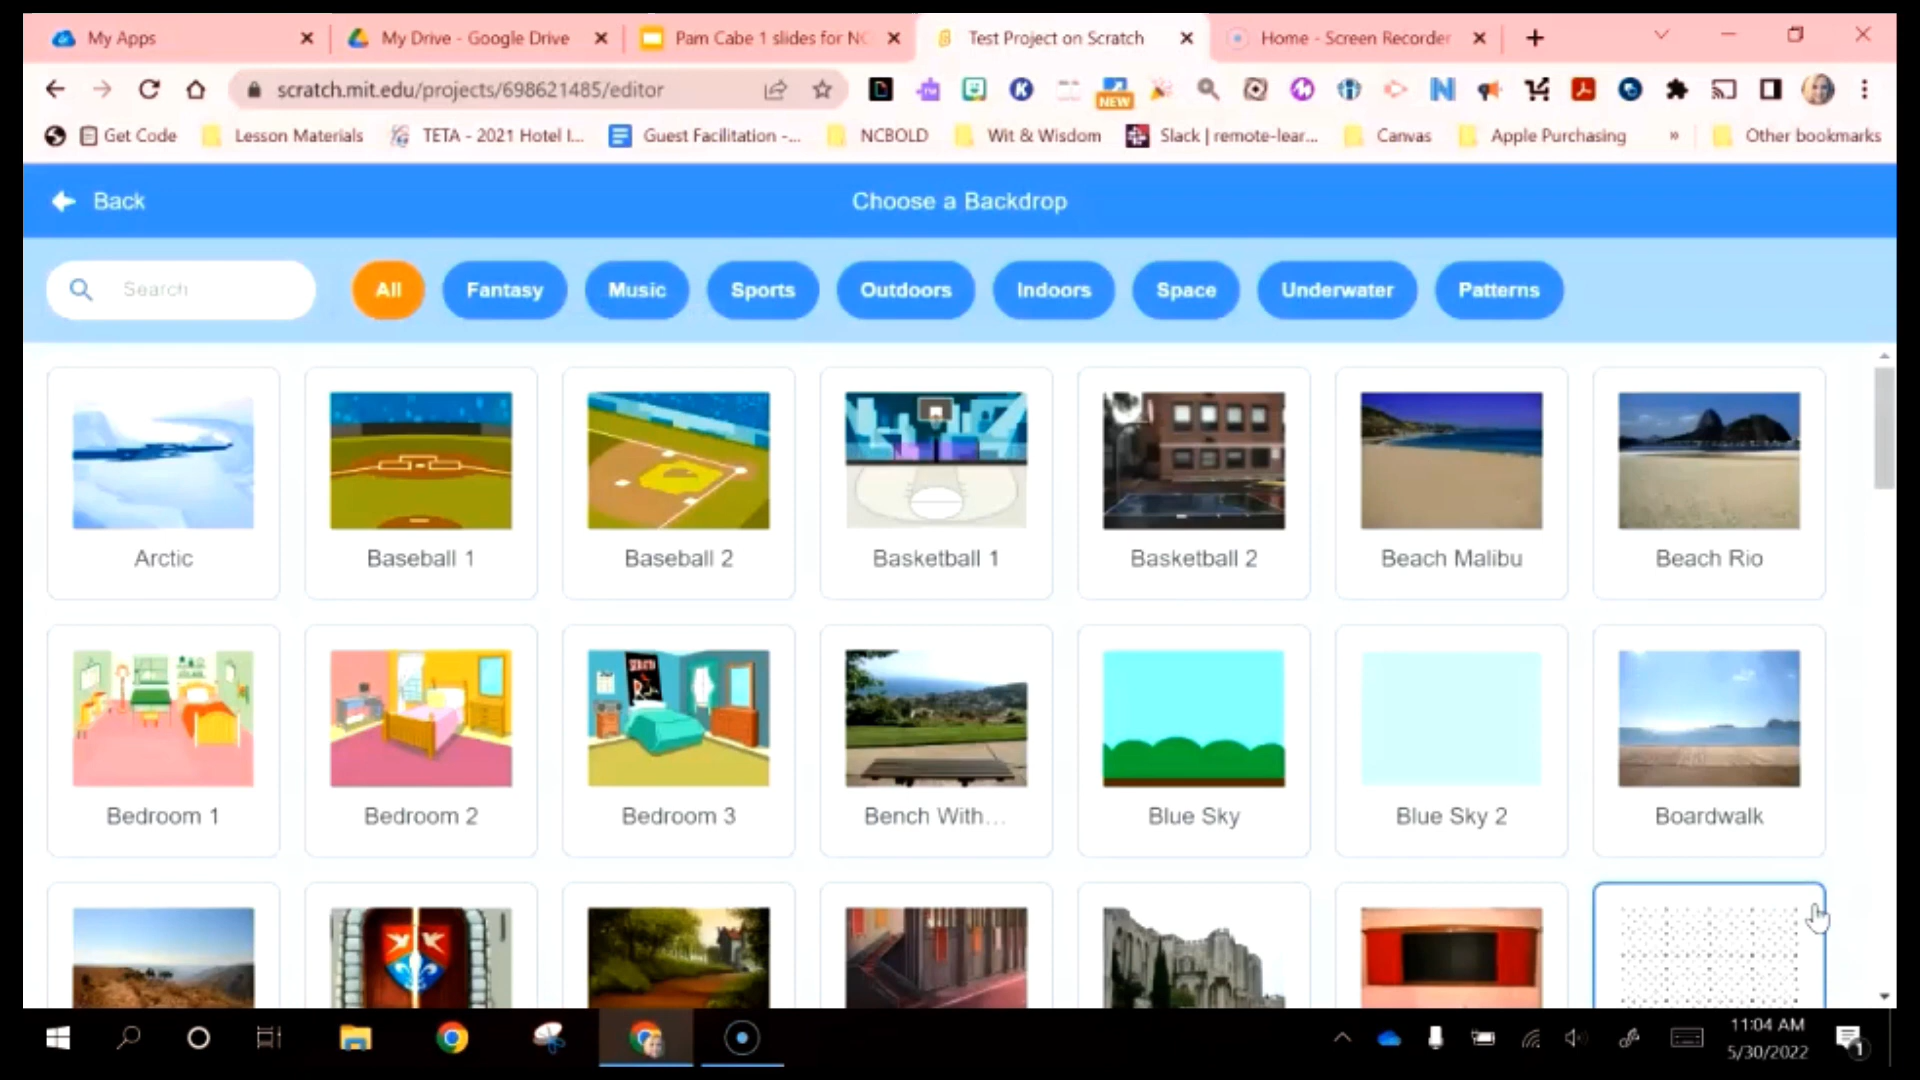 My Apps
My Drive - Google Drive
Pam Cabe 1 slides for NC
Test Project on Scratch
Home - Screen Recorder
scratch.mit.edu/projects/698621485/editor
NEW
Get Code
Lesson Materials
TETA - 2021 Hotel I...
Guest Facilitation -...
NCBOLD
Wit & Wisdom
Slack | remote-lear...
Canvas
Apple Purchasing
»
Other bookmarks
Back
Choose a Backdrop
Search
All
Fantasy
Music
Sports
Outdoors
Indoors
Space
Underwater
Patterns
Arctic
Baseball 1
Baseball 2
Basketball 1
Basketball 2
Beach Malibu
Beach Rio
Bedroom 1
Bedroom 2
Bedroom 3
Bench With...
Blue Sky
Blue Sky 2
Boardwalk
11:04 AM
5/30/2022
1